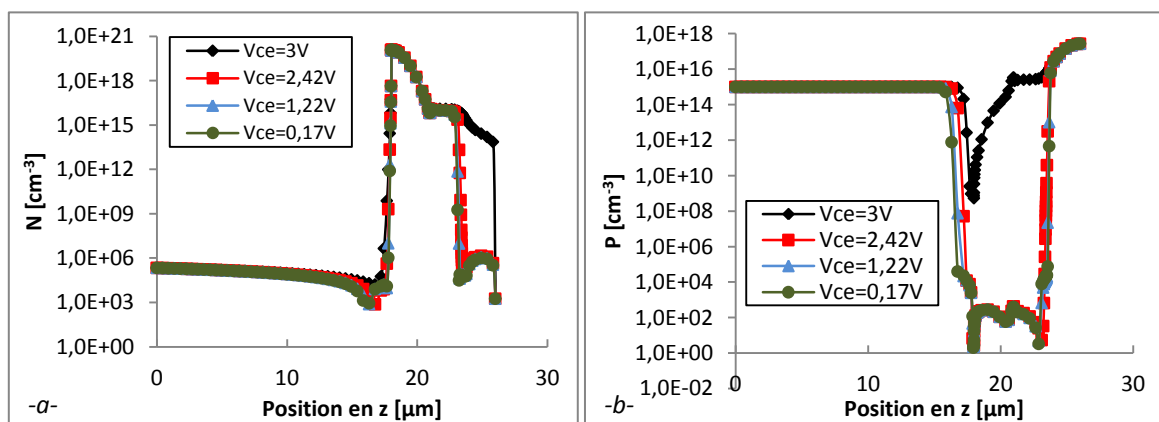 1,0E+21
1,0E+18
1,0E+15
1,0E+12
1,0E+09
1,0E+06
1,0E+03
1,0E+00
N [cm-3]
Vce=3V
Vce=2,42V
Vce=1,22V
Vce=0,17V
0
10
20
30
Position en z [µm]
-a-
1,0E+18
1,0E+16
1,0E+14
1,0E+12
1,0E+10
1,0E+08
1,0E+06
1,0E+04
1,0E+02
1,0E+00
1,0E-02
P [cm-3]
Vce=3V
Vce=2,42V
Vce=1,22V
Vce=0,17V
0
10
20
30
Position en z [µm]
-b-